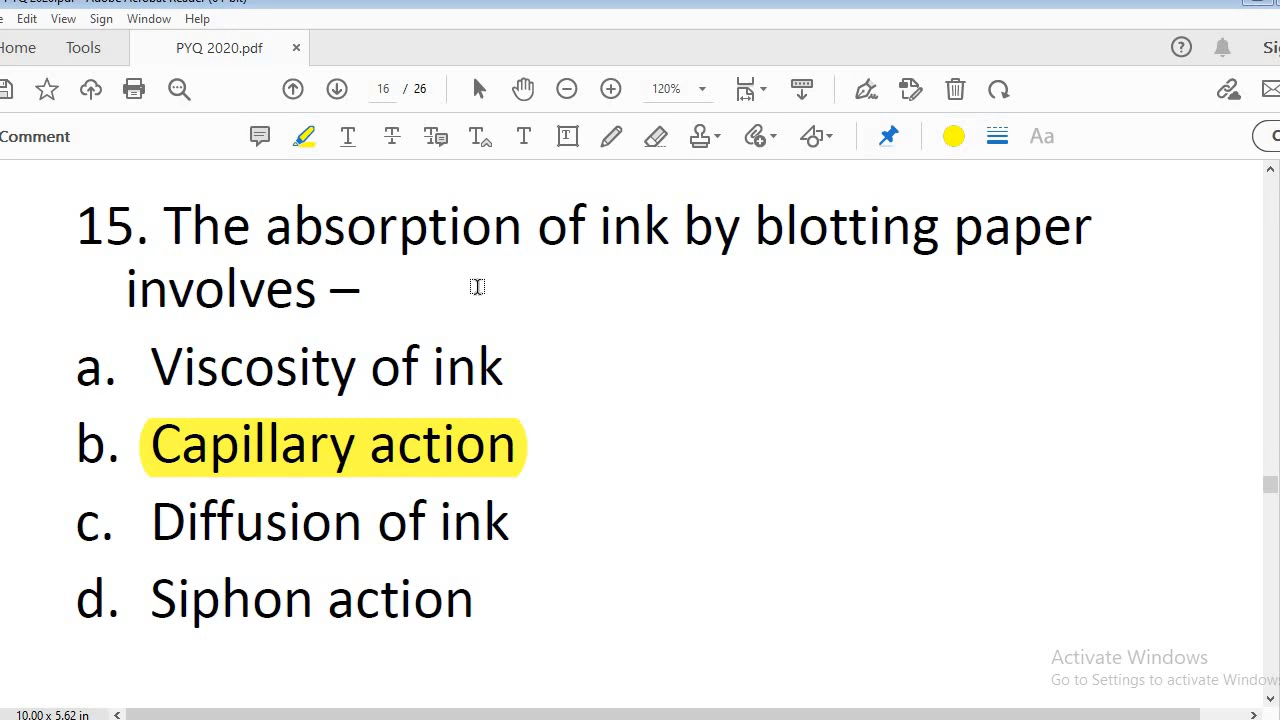 Edit View Sign Window Help
Home Tools PYQ 2020.pdf ×
16 / 26 120%
Comment T T T T T T Aa
15. The absorption of ink by blotting paper
involves –
a. Viscosity of ink
b. Capillary action
c. Diffusion of ink
d. Siphon action
Activate Windows
Go to Settings to activate Windows
10.00 x 5.62 in